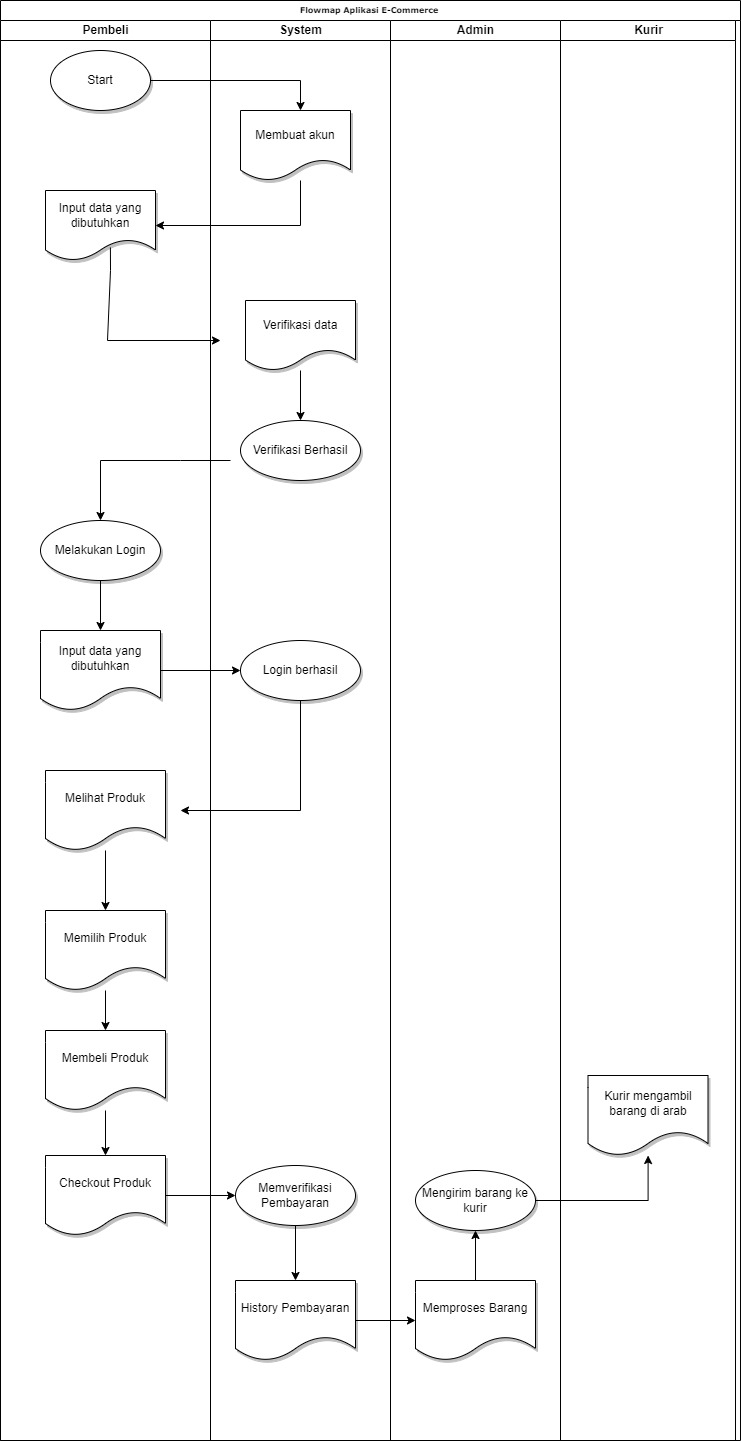 Flowmap Aplikasi E-Commerce
Pembeli
System
Admin
Kurir
Start
Membuat akun
Input data yang
dibutuhkan
Verifikasi data
Verifikasi Berhasil
Melakukan Login
Input data yang
dibutuhkan
Login berhasil
Melihat Produk
Memilih Produk
Membeli Produk
Checkout Produk
Memverifikasi
Pembayaran
History Pembayaran
Memproses Barang
Mengirim barang ke
kurir
Kurir mengambil
barang di arab